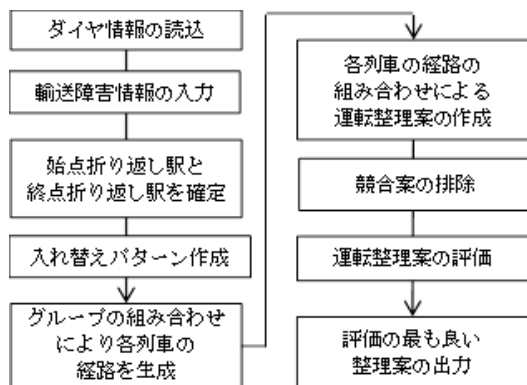 ダイヤ情報の読込
輸送障害情報の入力
始点折り返し駅と
終点折り返し駅を確定
入れ替えパターン作成
グループの組み合わせ
により各列車の
経路を生成
各列車の経路の
組み合わせによる
運転整理案の作成
競合案の排除
運転整理案の評価
評価の最も良い
整理案の出力